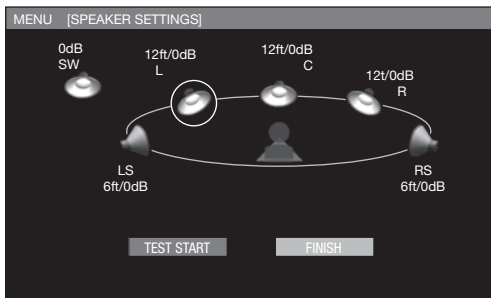 MENU [SPEAKER SETTINGS]
0dB
SW
12ft/0dB
L
12ft/0dB
C
12t/0dB
R
LS
6ft/0dB
RS
6ft/0dB
TEST START
FINISH